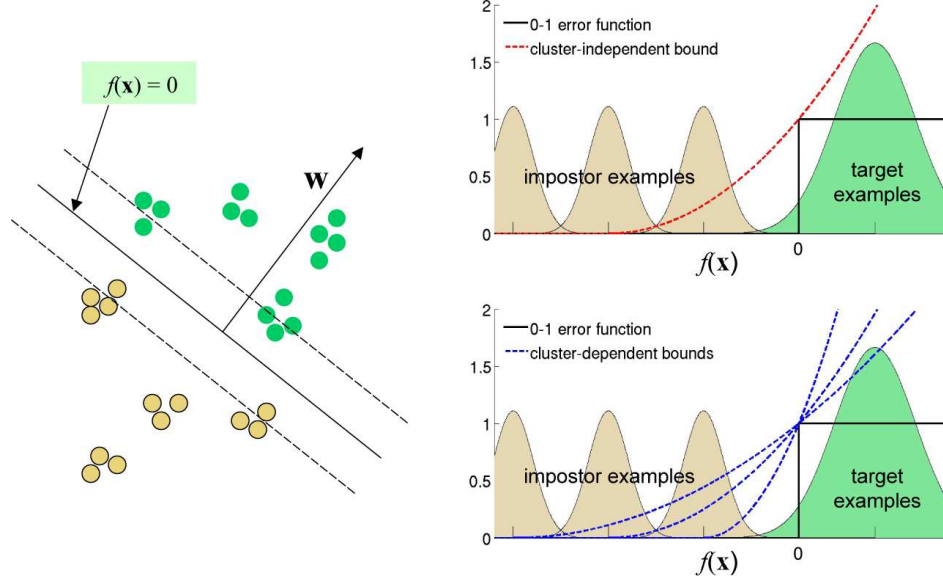 f(x) = 0
w
2
1.5
1
0.5
0
0-1 error function
cluster-independent bound
impostor examples
target
examples
0
f(x)
2
1.5
1
0.5
0
0-1 error function
cluster-dependent bounds
impostor examples
target
examples
0
f(x)